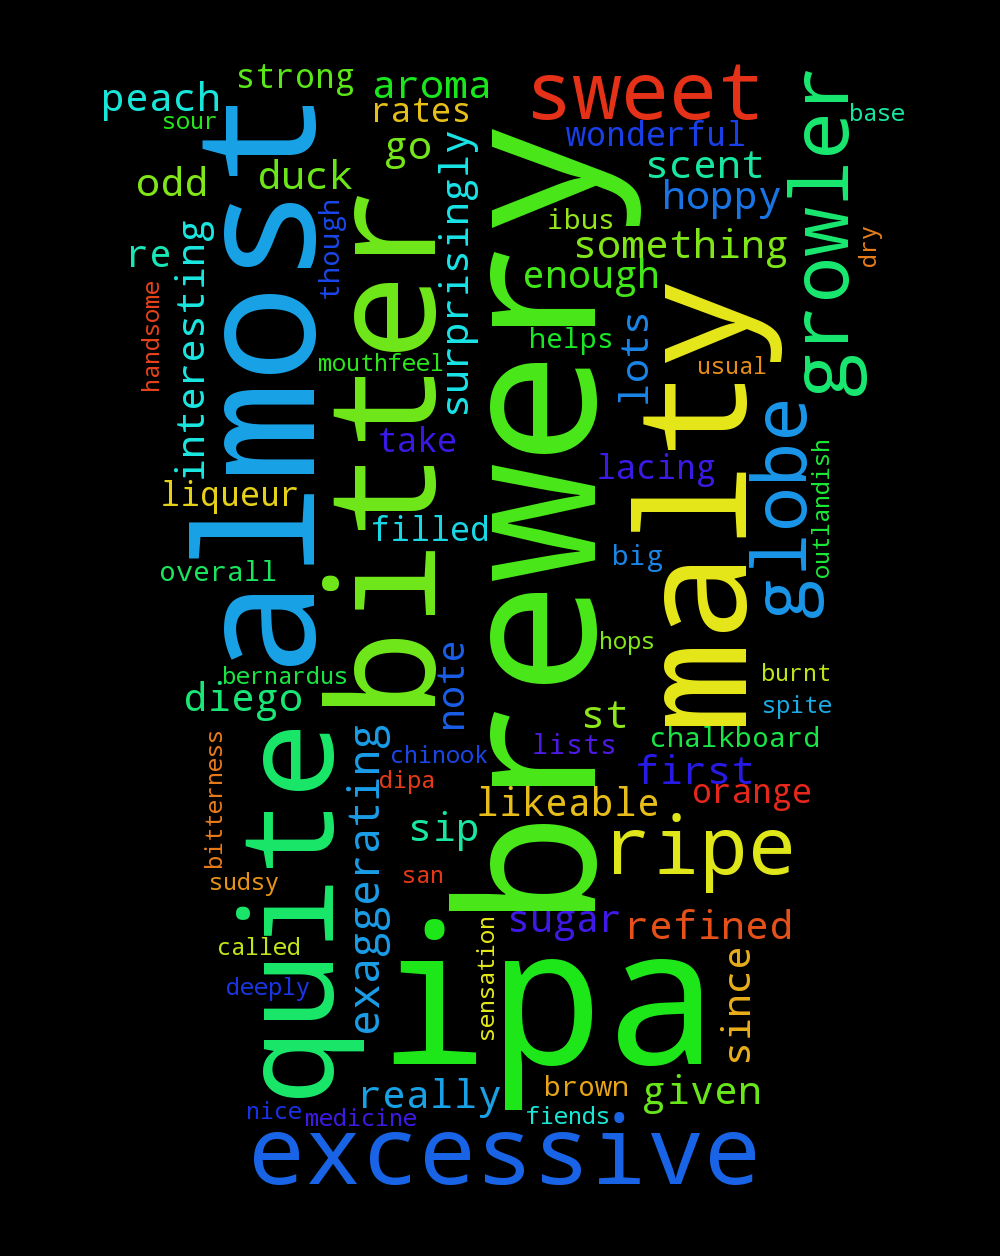 strong
aroma
sweet
peach
rates
sour
wonderful
base
go
growler
almost
brewery
surprisingly
scent
odd
duck
hoppy
bitter
though
ibus
re
interesting
something
dry
enough
handsome
mouthfeel
helps
lots
malty
usual
take
lacing
globe
outlandish
liqueur
filled
overall
big
hops
bernardus
diego
note
burnt
spite
st
quite
exaggerating
chinook
lists
chalkboard
bitterness
dipa
first
likeable
orange
sip
ripe
sudsy
san
sugar
refined
called
sensation
ipa
since
deeply
really
brown
given
nice
medicine
fiends
excessive